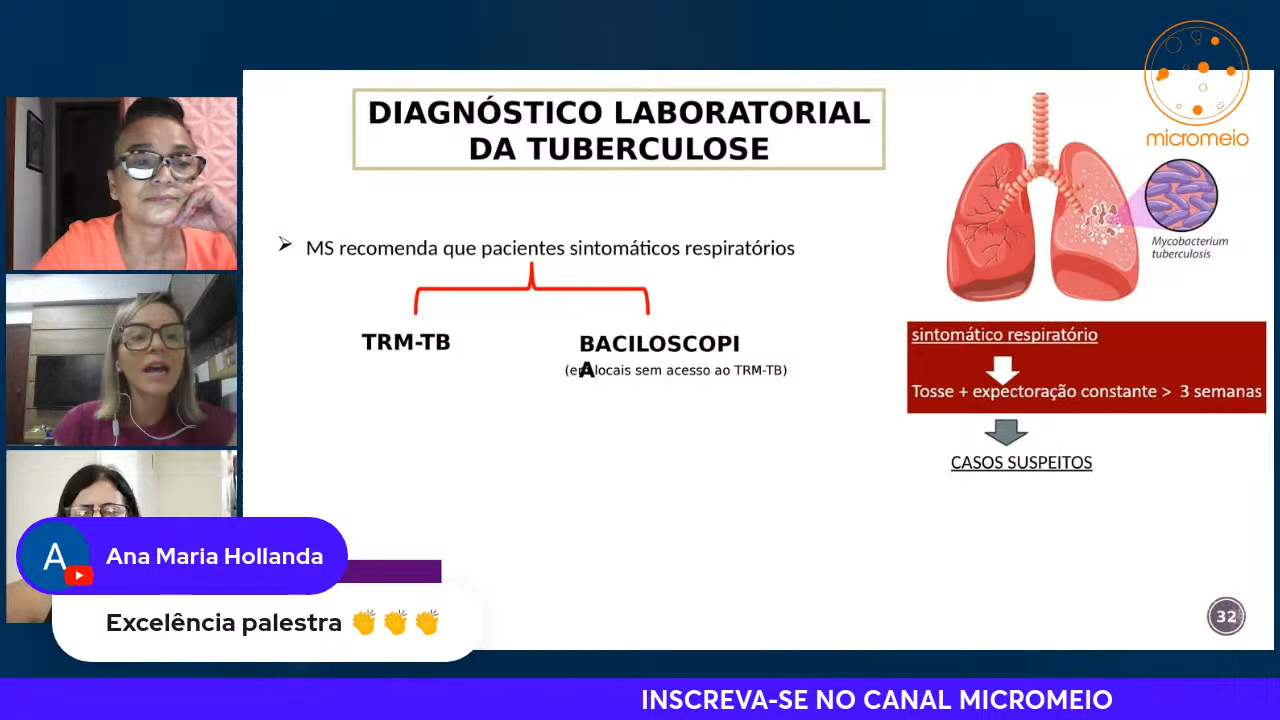 micromeio
DIAGNÓSTICO LABORATORIAL
DA TUBERCULOSE
➢ MS recomenda que pacientes sintomáticos respiratórios
TRM-TB
BACILOSCOPI
A
(em locais sem acesso ao TRM-TB)
Mycobacterium
tuberculosis
sintomático respiratório
Tosse + expectoração constante > 3 semanas
CASOS SUSPEITOS
A
Ana Maria Hollanda
Excelência palestra 👏👏👏
32
INSCREVA-SE NO CANAL MICROMEIO